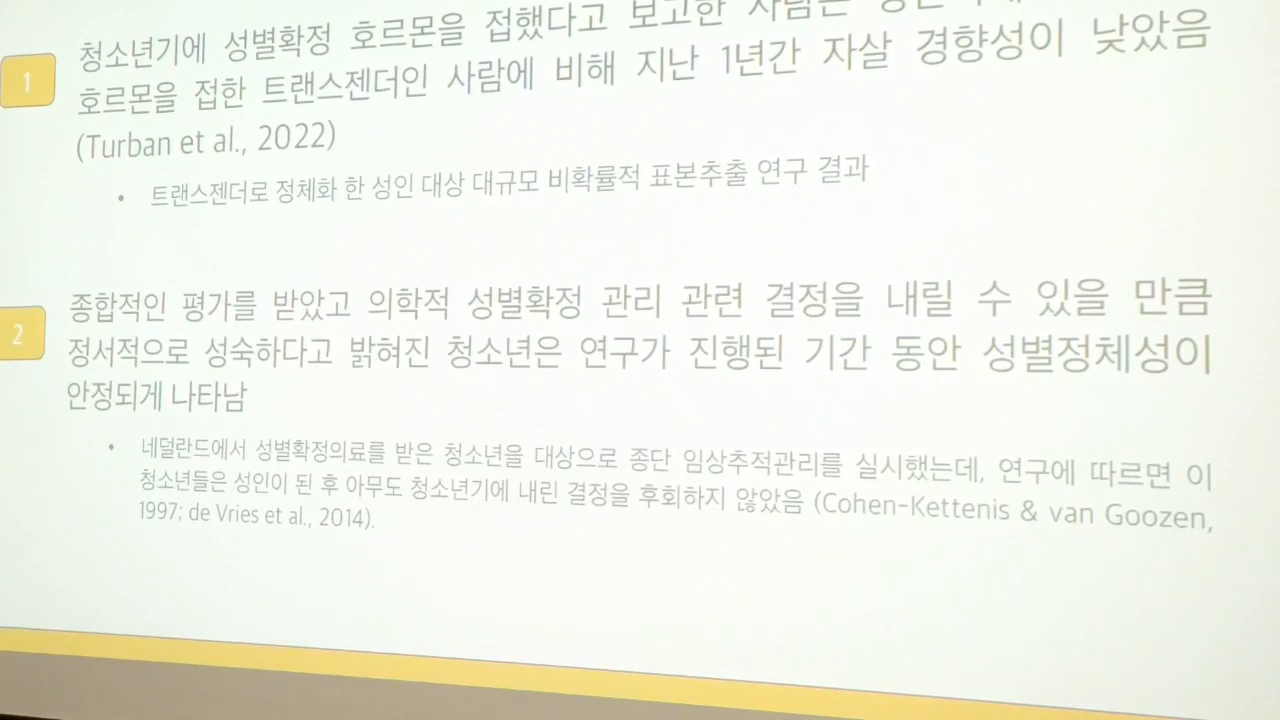 1
청소년기에 성별확정 호르몬을 접했다고 보고한 사람은
호르몬을 접한 트랜스젠더인 사람에 비해 지난 1년간 자살 경향성이 낮았음
(Turban et al., 2022)
• 트랜스젠더로 정체화 한 성인 대상 대규모 비확률적 표본추출 연구 결과
2
종합적인 평가를 받았고 의학적 성별확정 관리 관련 결정을 내릴 수 있을 만큼
정서적으로 성숙하다고 밝혀진 청소년은 연구가 진행된 기간 동안 성별정체성이
안정되게 나타남
• 네덜란드에서 성별확정의료를 받은 청소년을 대상으로 종단 임상추적관리를 실시했는데, 연구에 따르면 이
청소년들은 성인이 된 후 아무도 청소년기에 내린 결정을 후회하지 않았음 (Cohen-Kettenis & van Goozen,
1997; de Vries et al., 2014).